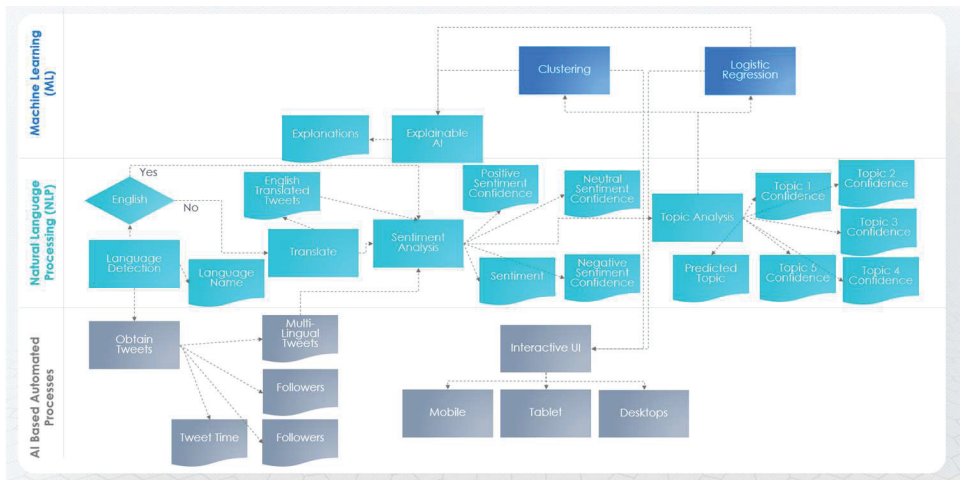 Machine Learning
(ML)
Clustering
Logistic
Regression
Explanations
Explainable
AI
Natural Language
Processing (NLP)
Yes
English
No
English
Translated
Tweets
Positive
Sentiment
Confidence
Neutral
Sentiment
Confidence
Topic 1
Confidence
Topic 2
Confidence
Translate
Sentiment
Analysis
Topic Analysis
Topic 3
Confidence
Language
Detection
Language
Name
Sentiment
Negative
Sentiment
Confidence
Predicted
Topic
Topic 5
Confidence
Topic 4
Confidence
AI Based Automated
Processes
Obtain
Tweets
Multi-
Lingual
Tweets
Interactive UI
Followers
Mobile
Tablet
Desktops
Tweet Time
Followers